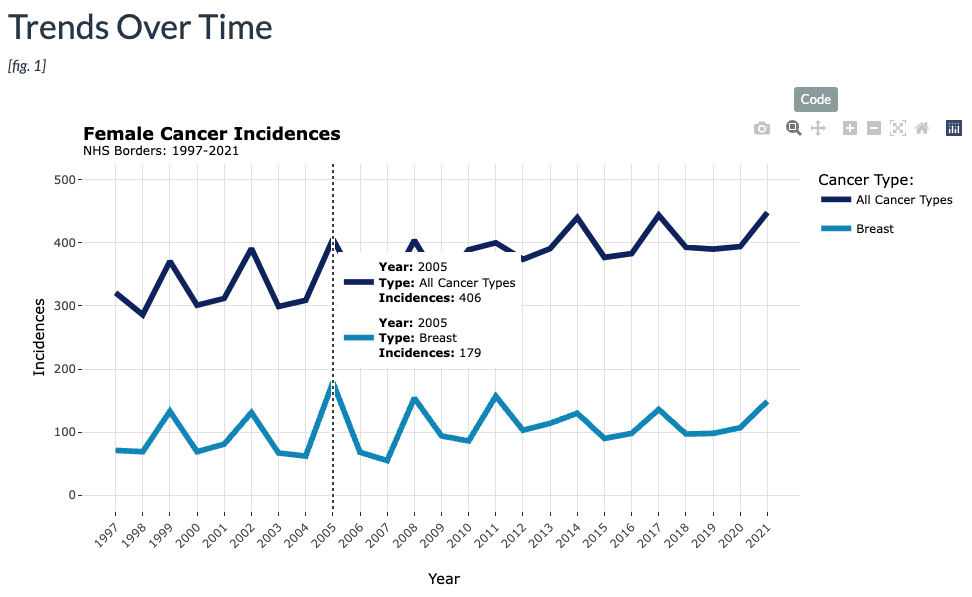 Trends Over Time
[fig. 1]
Code
Female Cancer Incidences
NHS Borders: 1997-2021
Cancer Type:
All Cancer Types
Breast
500
400
300
200
100
0
Incidences
Year: 2005
Type: All Cancer Types
Incidences: 406
Year: 2005
Type: Breast
Incidences: 179
1997 1998 1999 2000 2001 2002 2003 2004 2005 2006 2007 2008 2009 2010 2011 2012 2013 2014 2015 2016 2017 2018 2019 2020 2021
Year